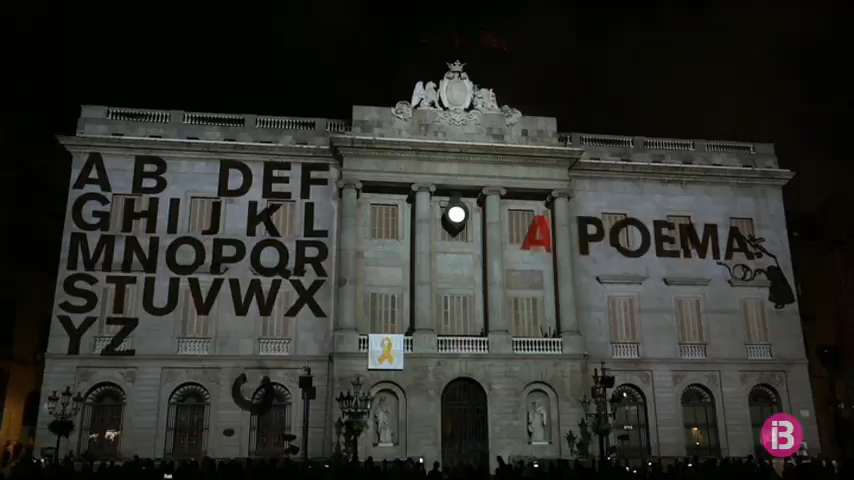 A B DEF
GHIJKL
MNOPQR
STUVWX
YZ
C
A POEMA
iB